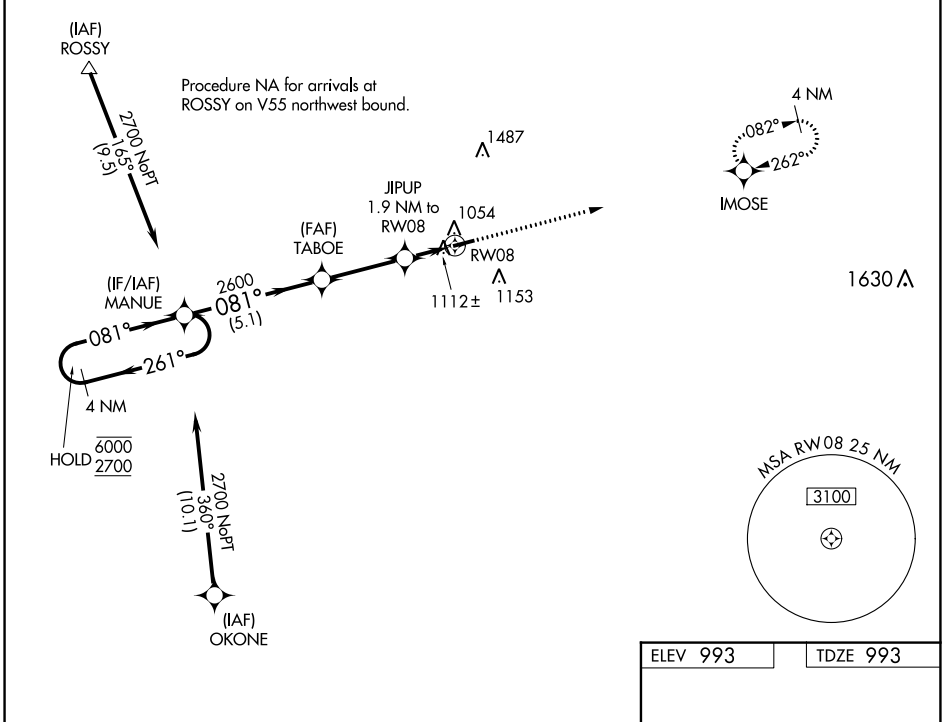 (IAF)
ROSSY
Procedure NA for arrivals at
ROSSY on V55 northwest bound.
2700 NoPT
165°
(9.5)
4 NM
082°
262°
IMOSE
1487
JIPUP
1.9 NM to
RW08
1054
(FAF)
TABOE
RW08
1153
1112±
1630
(IF/IAF)
MANUE
2600
081°
(5.1)
081°
261°
4 NM
HOLD 6000
2700
2700 NoPT
360°
(10.1)
(IAF)
OKONE
MSA RW08 25 NM
3100
ELEV 993
TDZE 993